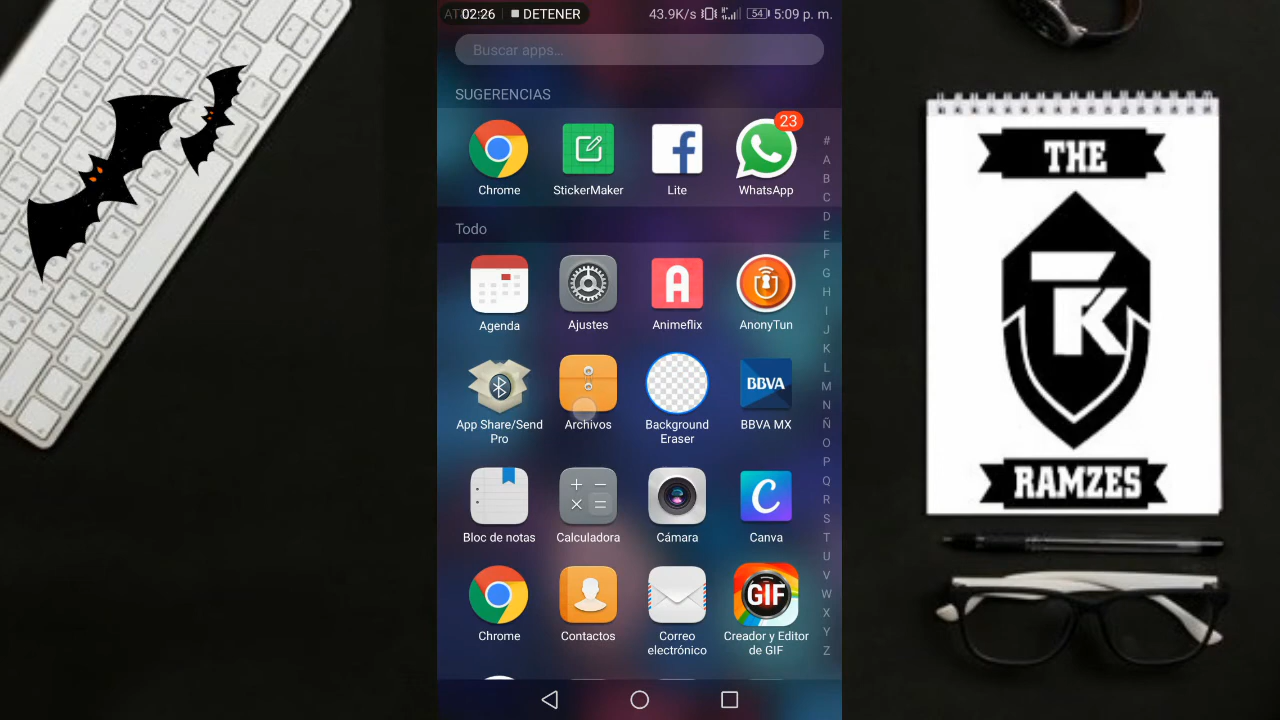 02:26 DETENER 43.9K/s 54 5:09 p. m.
Buscar apps...
SUGERENCIAS
23
Chrome StickerMaker Lite WhatsApp
Todo
Agenda Ajustes Animeflix AnonyTun
BBVA
App Share/Send Pro Archivos Background Eraser BBVA MX
Bloc de notas Calculadora Cámara Canva
GIF
Chrome Contactos Correo electrónico Creador y Editor de GIF
#
A
B
C
D
E
F
G
H
I
J
K
L
M
N
Ñ
O
P
Q
R
S
T
U
V
W
X
Y
Z
THE
TK
RAMZES